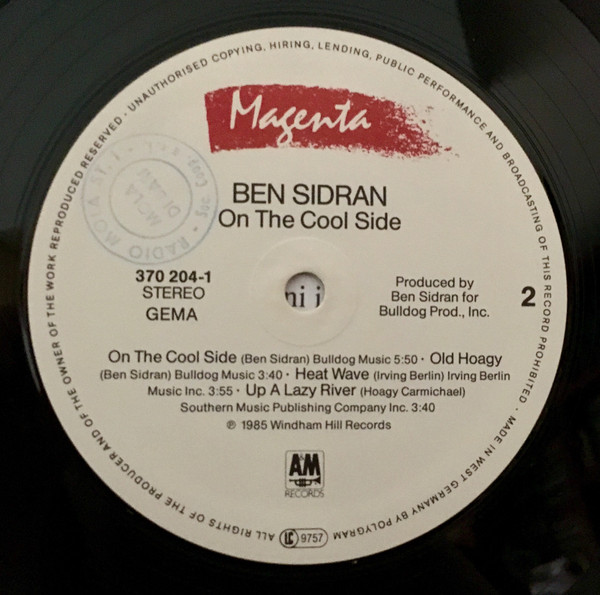 UNAUTHORISED COPYING, HIRING, LENDING, PUBLIC PERFORMANCE AND BROADCASTING OF THIS RECORD PROHIBITED · MADE IN WEST GERMANY BY POLYGRAM
ALL RIGHTS OF THE PRODUCER AND OF THE OWNER OF THE WORK REPRODUCED RESERVED ·
Magenta
RADIO MOLA
MOLA
BEN SIDRAN
On The Cool Side
370 204-1
STEREO
GEMA
ni i
Produced by
Ben Sidran for
Bulldog Prod., Inc.
2
On The Cool Side (Ben Sidran) Bulldog Music 5:50 · Old Hoagy
(Ben Sidran) Bulldog Music 3:40 · Heat Wave (Irving Berlin) Irving Berlin
Music Inc. 3:55 · Up A Lazy River (Hoagy Carmichael)
Southern Music Publishing Company Inc. 3:40
℗ 1985 Windham Hill Records
A&M
RECORDS
LC 9757